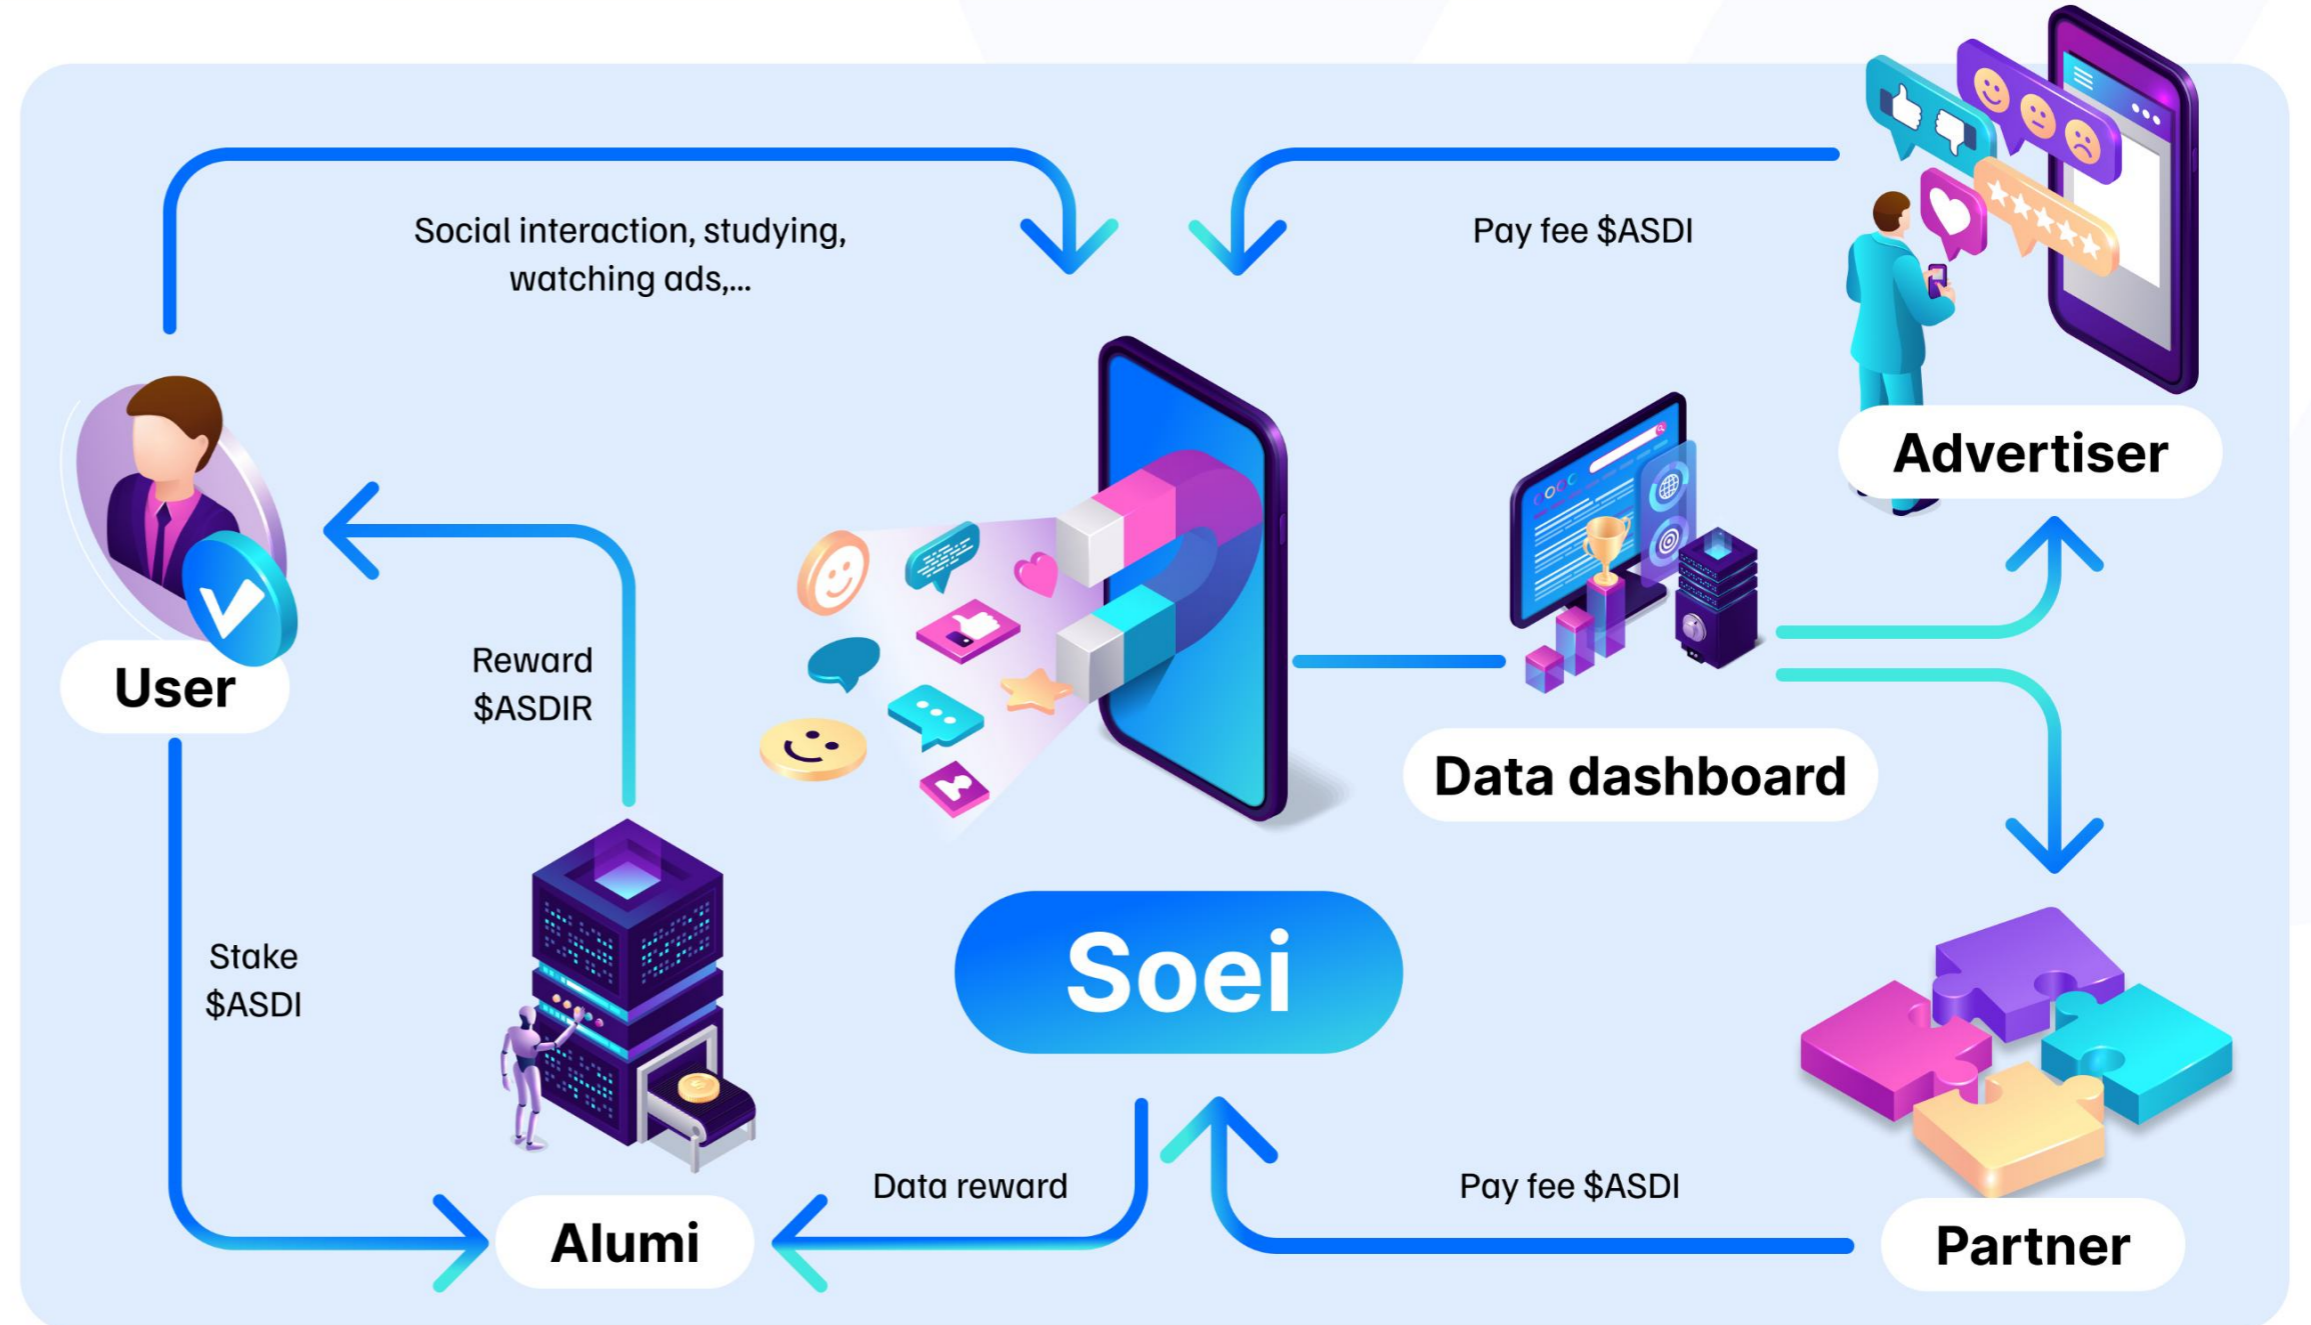 Social interaction, studying,
watching ads,...
Pay fee $ASDI
Advertiser
User
Reward
$ASDIR
Data dashboard
Stake
$ASDI
Soei
Data reward
Pay fee $ASDI
Alumi
Partner